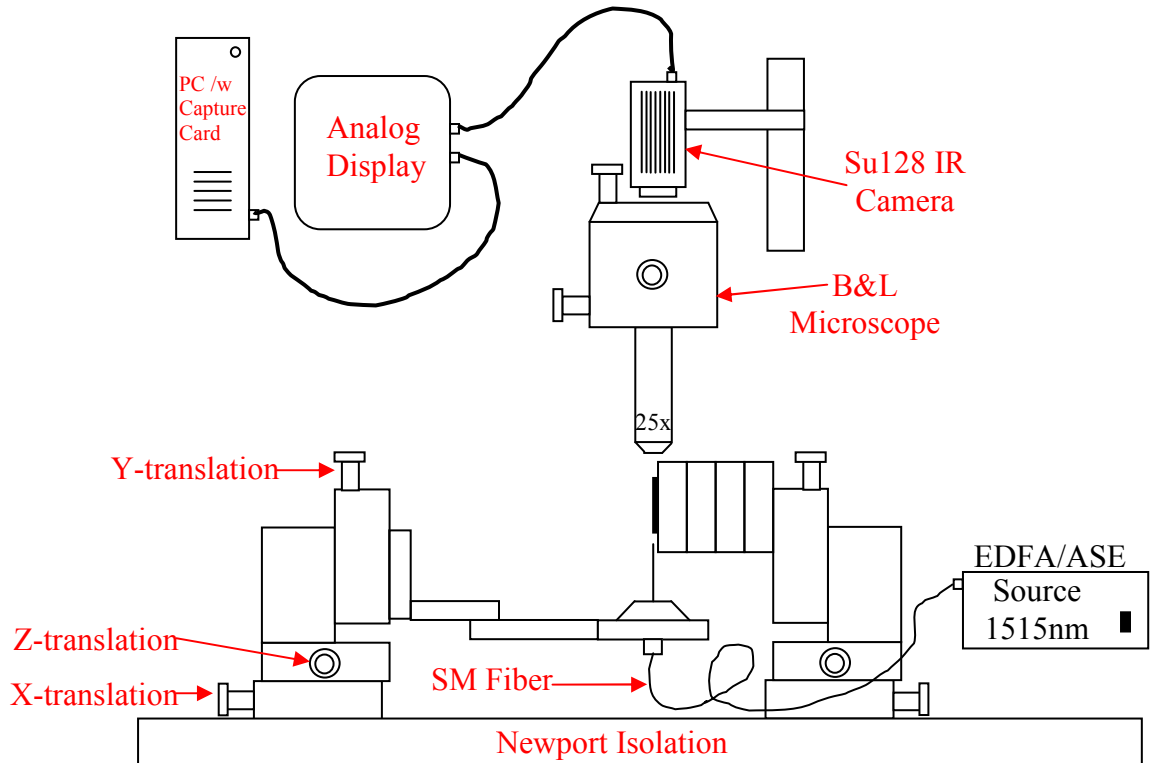 PC /w
Capture
Card
Analog
Display
Su128 IR
Camera
B&L
Microscope
25x
Y-translation
EDFA/ASE
Source
1515nm
Z-translation
SM Fiber
X-translation
Newport Isolation